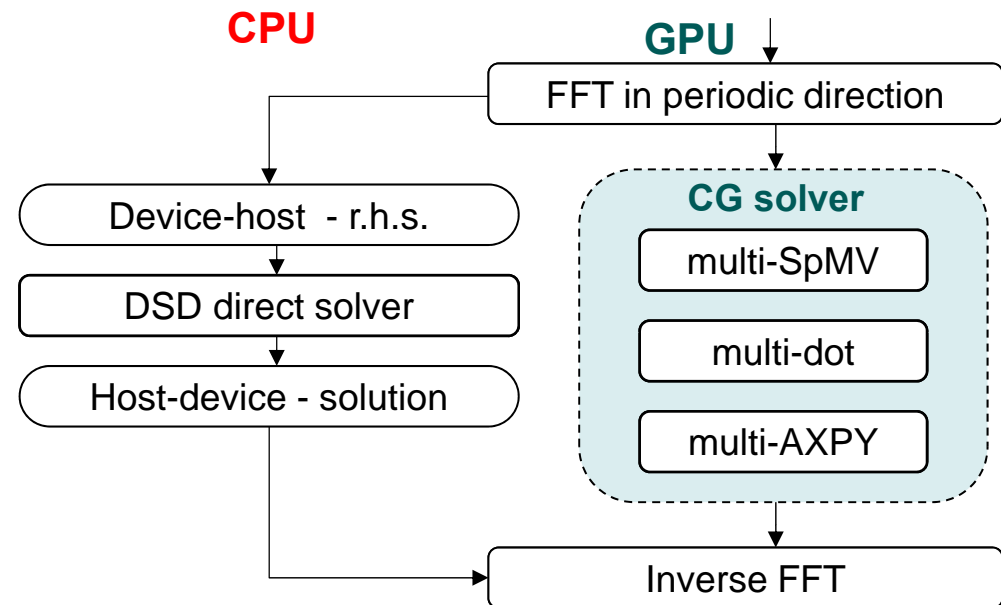 CPU
GPU
FFT in periodic direction
Device-host - r.h.s.
DSD direct solver
Host-device - solution
CG solver
multi-SpMV
multi-dot
multi-AXPY
Inverse FFT